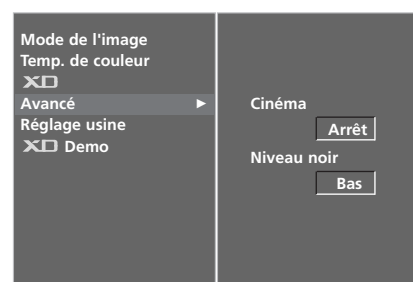 Mode de l'image
Temp. de couleur
XD
Avancé ►
Réglage usine
XD Demo
Cinéma
Arrêt
Niveau noir
Bas